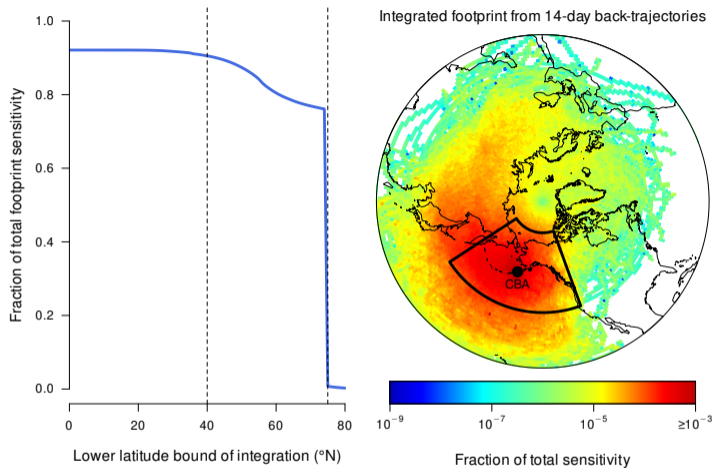 Integrated footprint from 14-day back-trajectories
1.0
0.8
0.6
0.4
0.2
0.0
0 20 40 60 80
Lower latitude bound of integration (°N)
Fraction of total footprint sensitivity
CBA
10⁻⁹ 10⁻⁷ 10⁻⁵ ≥10⁻³
Fraction of total sensitivity